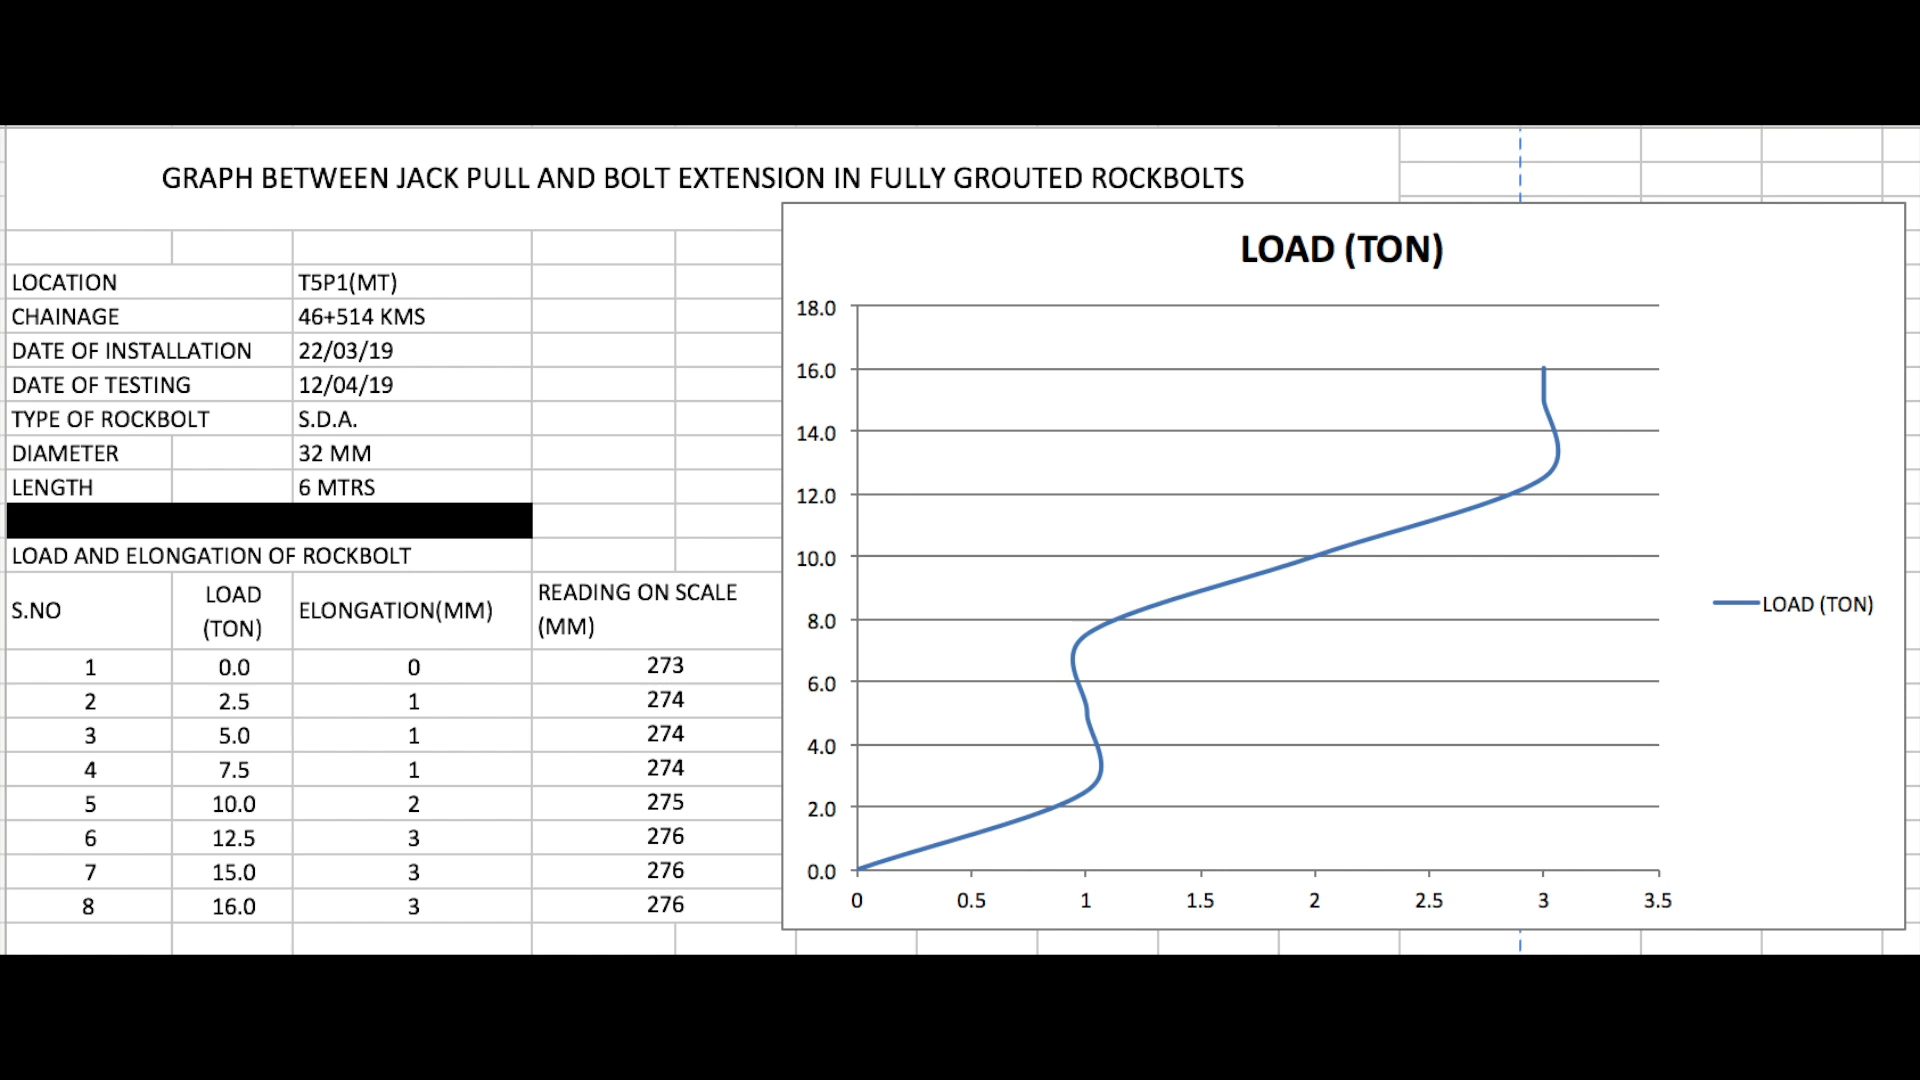 GRAPH BETWEEN JACK PULL AND BOLT EXTENSION IN FULLY GROUTED ROCKBOLTS
LOCATION T5P1(MT)
CHAINAGE 46+514 KMS
DATE OF INSTALLATION 22/03/19
DATE OF TESTING 12/04/19
TYPE OF ROCKBOLT S.D.A.
DIAMETER 32 MM
LENGTH 6 MTRS
LOAD AND ELONGATION OF ROCKBOLT
S.NO LOAD (TON) ELONGATION(MM) READING ON SCALE (MM)
1 0.0 0 273
2 2.5 1 274
3 5.0 1 274
4 7.5 1 274
5 10.0 2 275
6 12.5 3 276
7 15.0 3 276
8 16.0 3 276
LOAD (TON)
18.0
16.0
14.0
12.0
10.0
8.0
6.0
4.0
2.0
0.0
0 0.5 1 1.5 2 2.5 3 3.5
LOAD (TON)